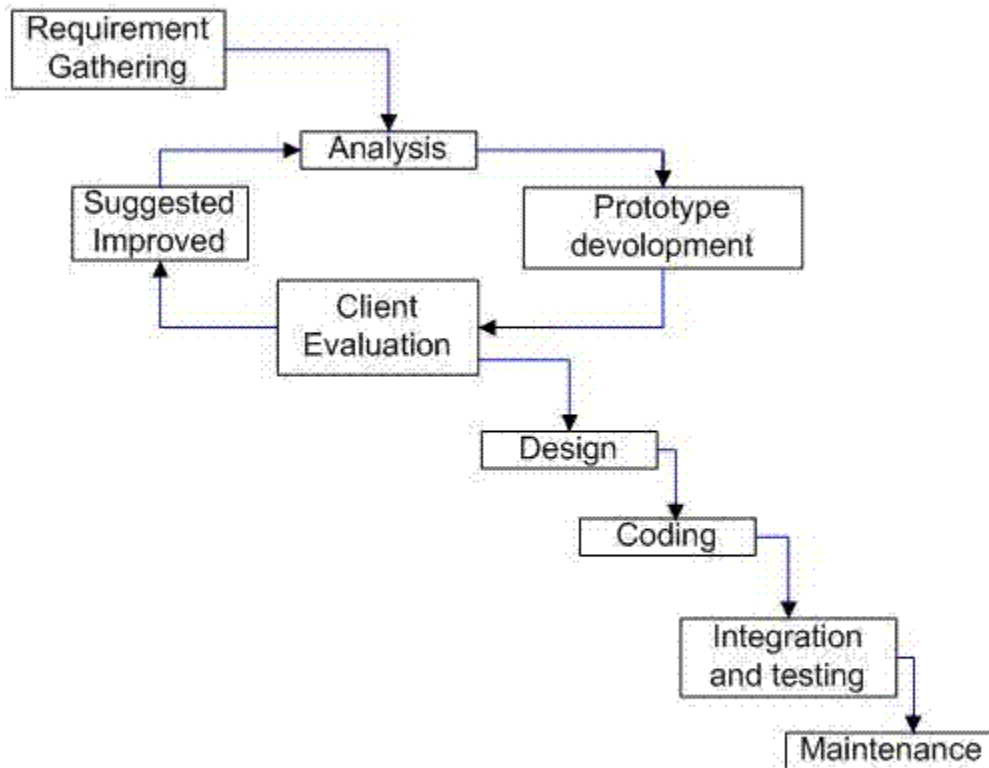 Requirement
Gathering
Analysis
Suggested
Improved
Prototype
devolopment
Client
Evaluation
Design
Coding
Integration
and testing
Maintenance